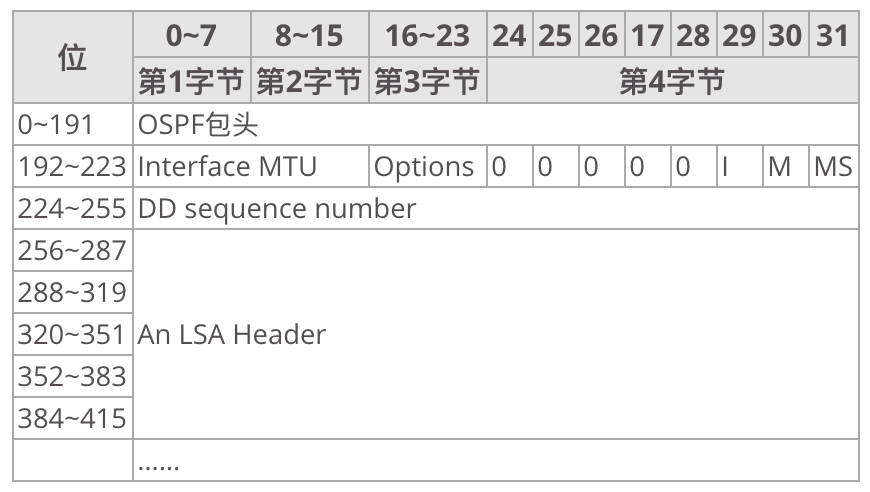 位 0~7 8~15 16~23 24 25 26 17 28 29 30 31
第1字节 第2字节 第3字节 第4字节
0~191 OSPF包头
192~223 Interface MTU Options 0 0 0 0 0 I M MS
224~255 DD sequence number
256~287
288~319
320~351 An LSA Header
352~383
384~415
......